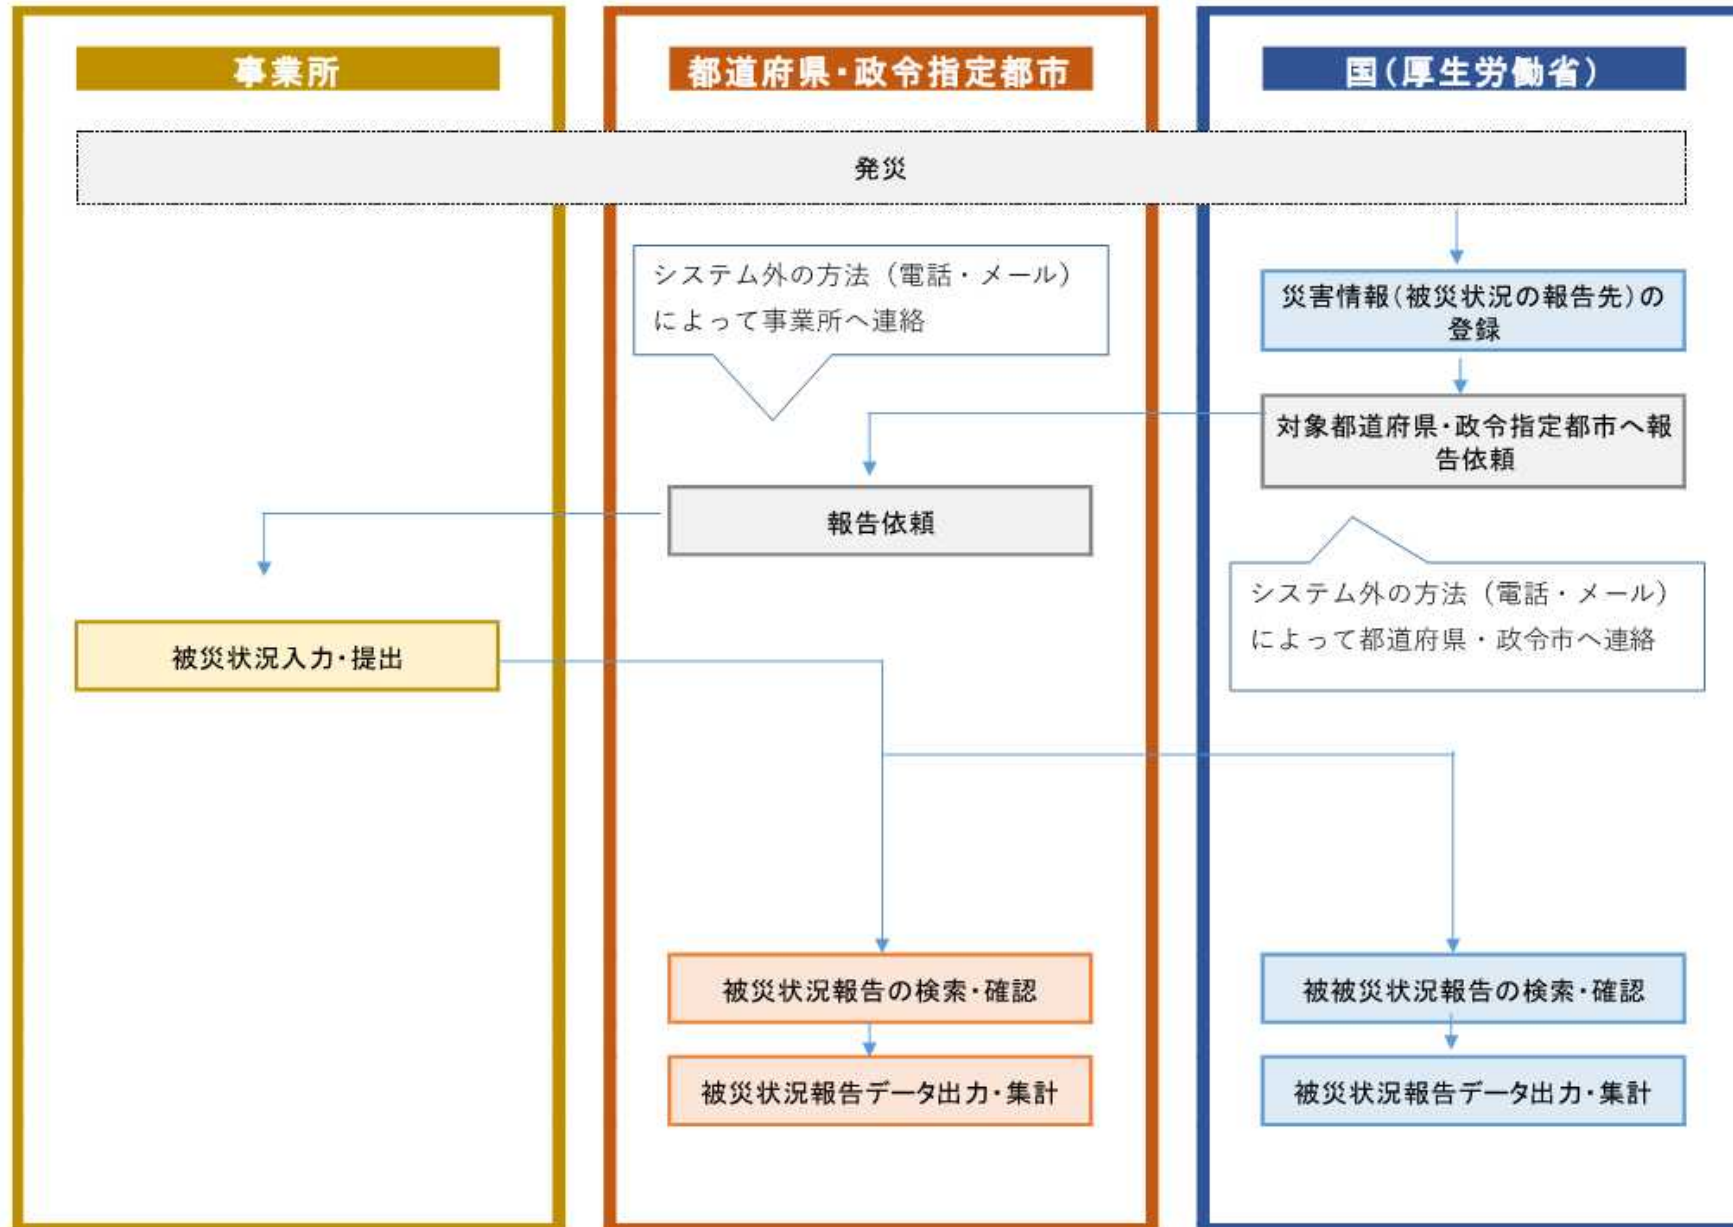 事業所
都道府県・政令指定都市
国(厚生労働省)
発災
システム外の方法（電話・メール）
によって事業所へ連絡
災害情報(被災状況の報告先)の
登録
対象都道府県・政令指定都市へ報
告依頼
報告依頼
システム外の方法（電話・メール）
によって都道府県・政令市へ連絡
被災状況入力・提出
被災状況報告の検索・確認
被被災状況報告の検索・確認
被災状況報告データ出力・集計
被災状況報告データ出力・集計